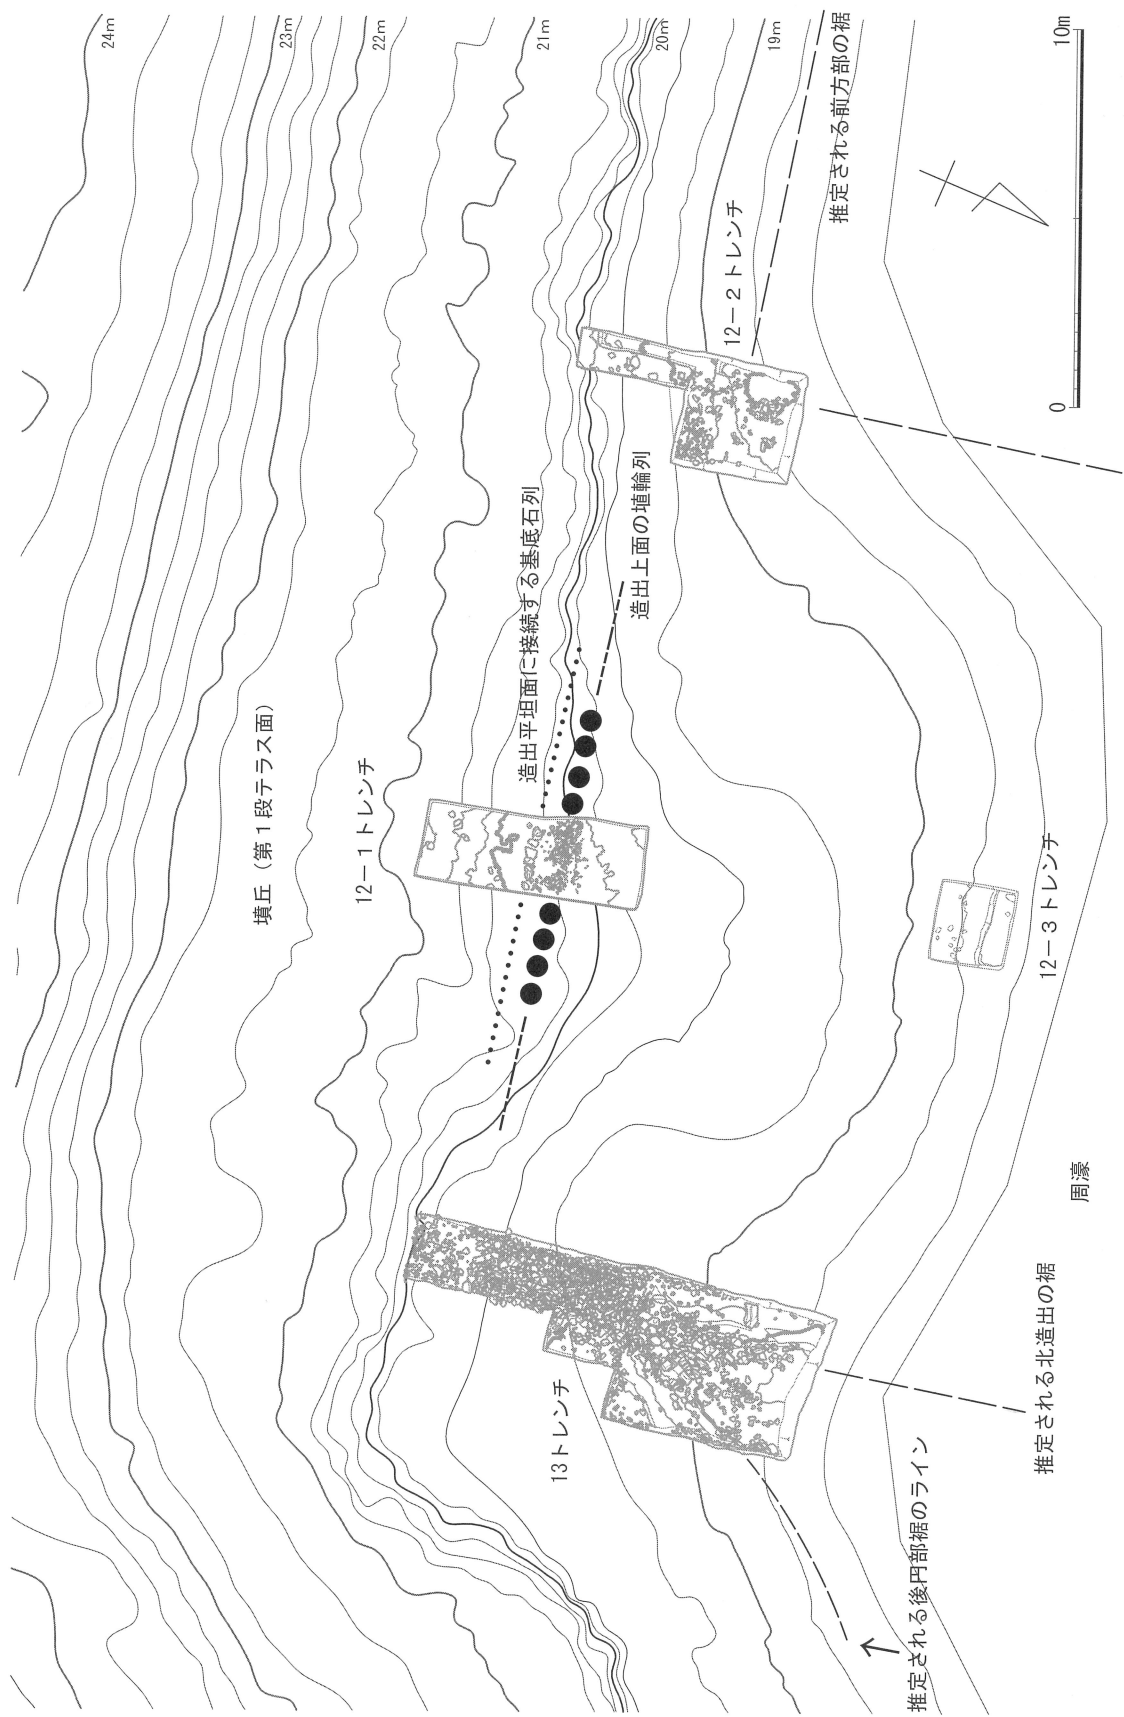 24m
23m
22m
21m
20m
19m
推定される前方部の裾
10m
0
12－2トレンチ
造出上面の埴輪列
造出平坦面に接続する基底石列
墳丘（第1段テラス面）
12－1トレンチ
12－3トレンチ
周濠
推定される北造出の裾
13トレンチ
推定される後円部裾のライン